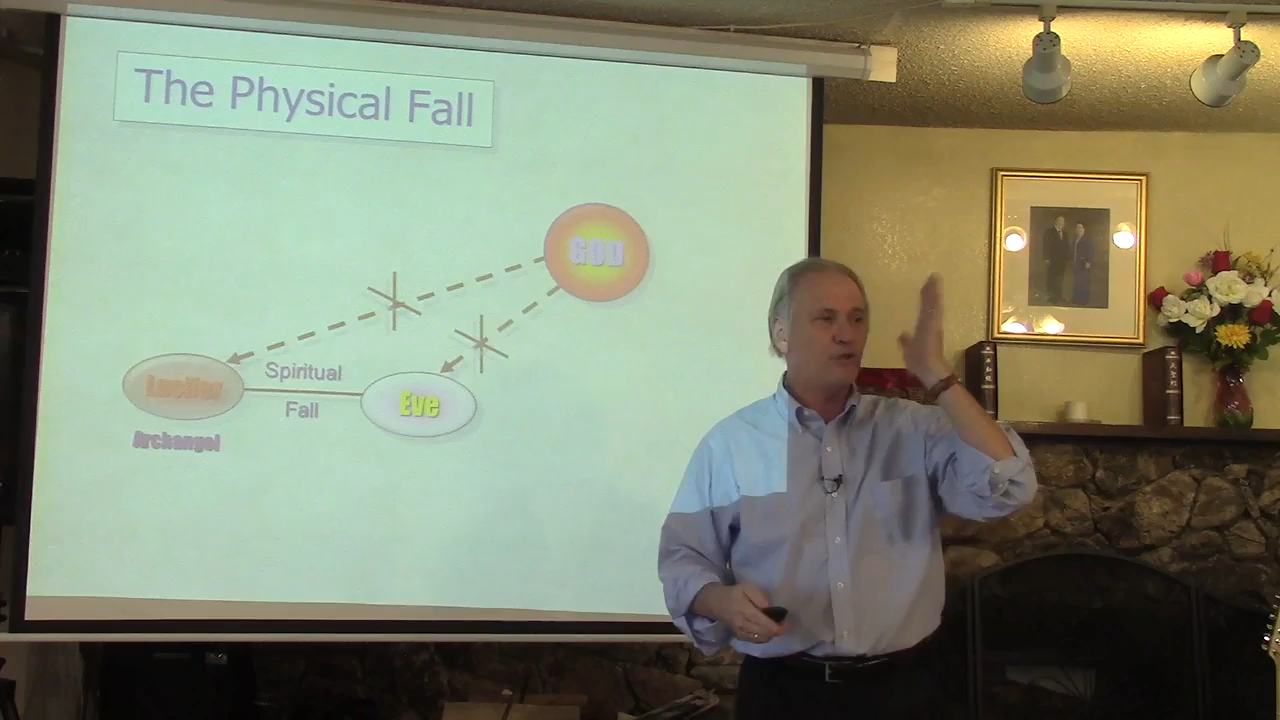 The Physical Fall
GOD
Lucifer
Spiritual
Fall
Eve
Archangel